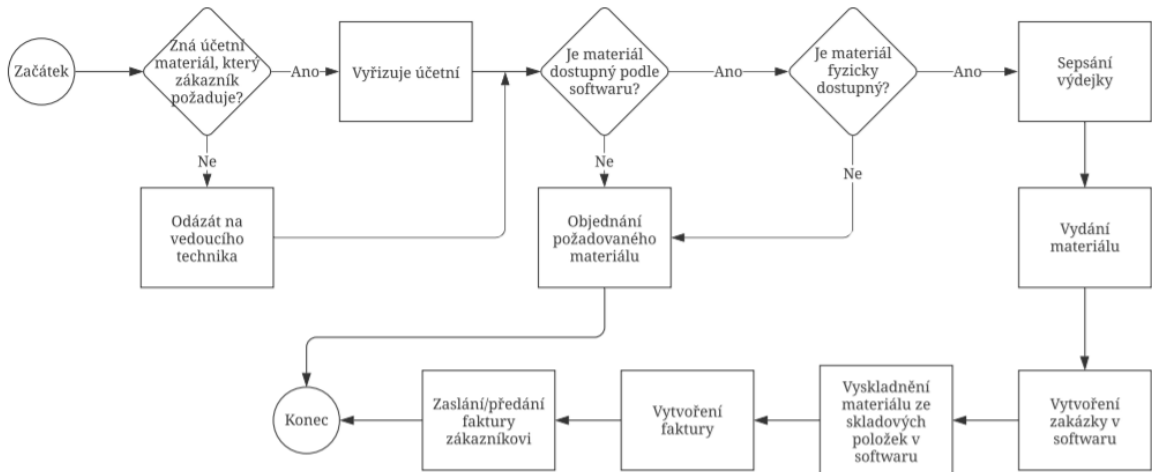 Začátek
Zná účetní
materiál, který
zákazník
požaduje?
Ano
Vyřizuje účetní
Je materiál
dostupný podle
softwaru?
Ano
Je materiál
fyzicky
dostupný?
Ano
Sepsání
výdejky
Ne
Ne
Ne
Odázát na
vedoucího
technika
Objednání
požadovaného
materiálu
Vydání
materiálu
Konec
Zaslání/předání
faktury
zákazníkovi
Vytvoření
faktury
Vyskladnění
materiálu ze
skladových
položek v
softwaru
Vytvoření
zakázky v
softwaru